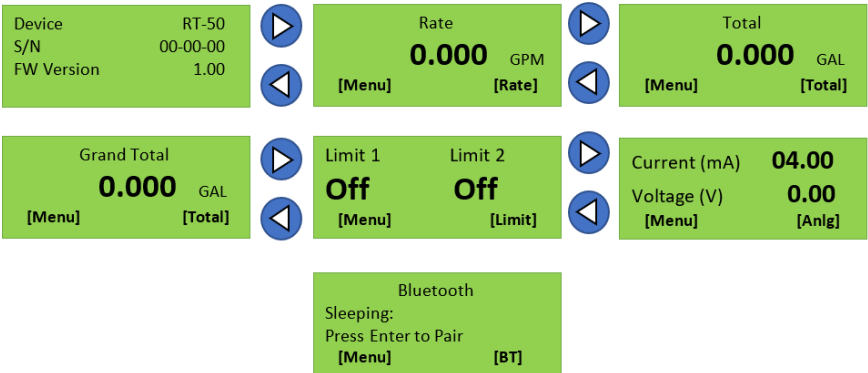 Device RT-50
S/N 00-00-00
FW Version 1.00
Rate
0.000 GPM
[Menu] [Rate]
Total
0.000 GAL
[Menu] [Total]
Grand Total
0.000 GAL
[Menu] [Total]
Limit 1 Limit 2
Off Off
[Menu] [Limit]
Current (mA) 04.00
Voltage (V) 0.00
[Menu] [Anlg]
Bluetooth
Sleeping:
Press Enter to Pair
[Menu] [BT]